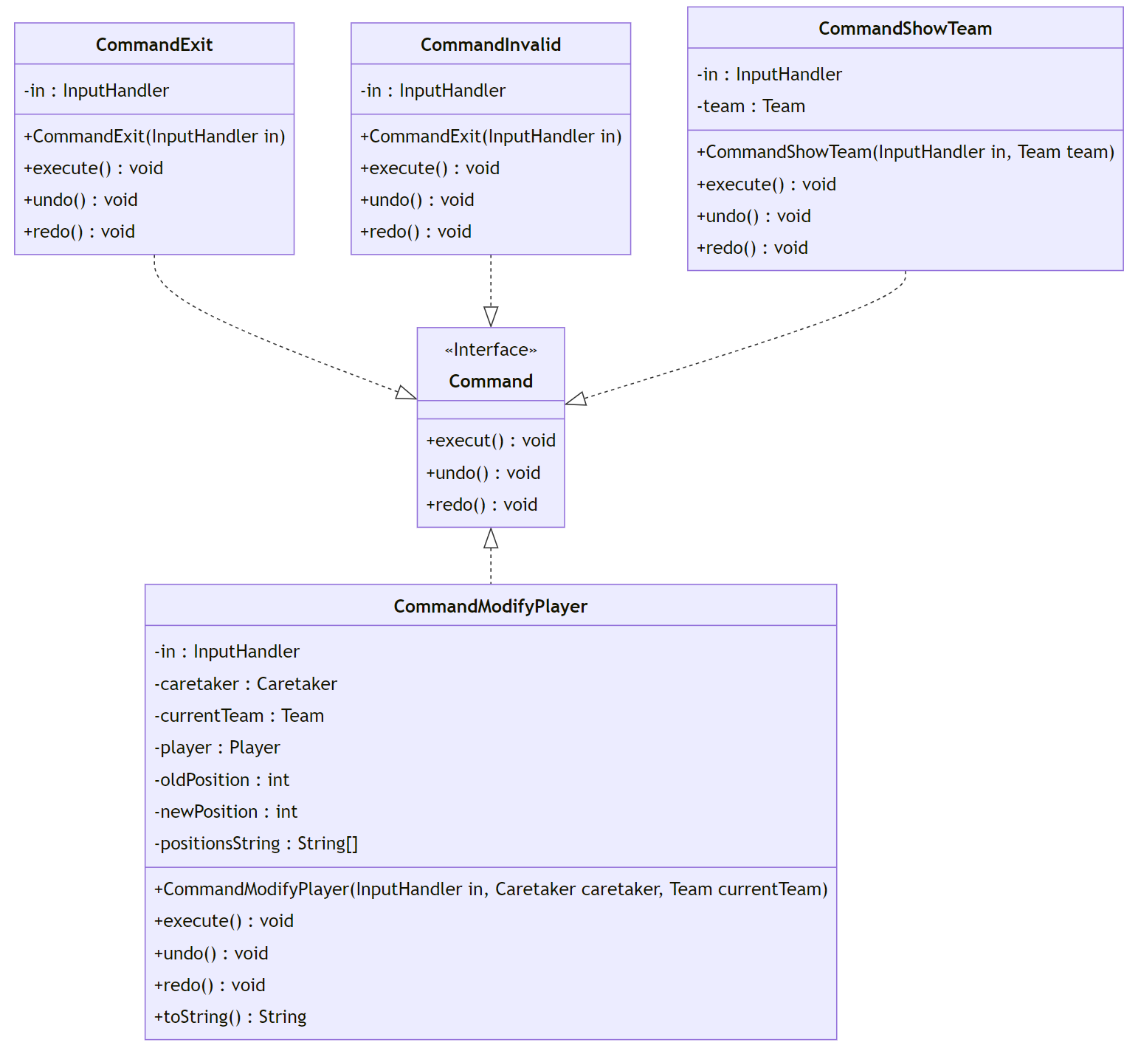 CommandExit
-in : InputHandler
+CommandExit(InputHandler in)
+execute() : void
+undo() : void
+redo() : void
CommandInvalid
-in : InputHandler
+CommandExit(InputHandler in)
+execute() : void
+undo() : void
+redo() : void
CommandShowTeam
-in : InputHandler
-team : Team
+CommandShowTeam(InputHandler in, Team team)
+execute() : void
+undo() : void
+redo() : void
«Interface»
Command
+execut() : void
+undo() : void
+redo() : void
CommandModifyPlayer
-in : InputHandler
-caretaker : Caretaker
-currentTeam : Team
-player : Player
-oldPosition : int
-newPosition : int
-positionsString : String[]
+CommandModifyPlayer(InputHandler in, Caretaker caretaker, Team currentTeam)
+execute() : void
+undo() : void
+redo() : void
+toString() : String